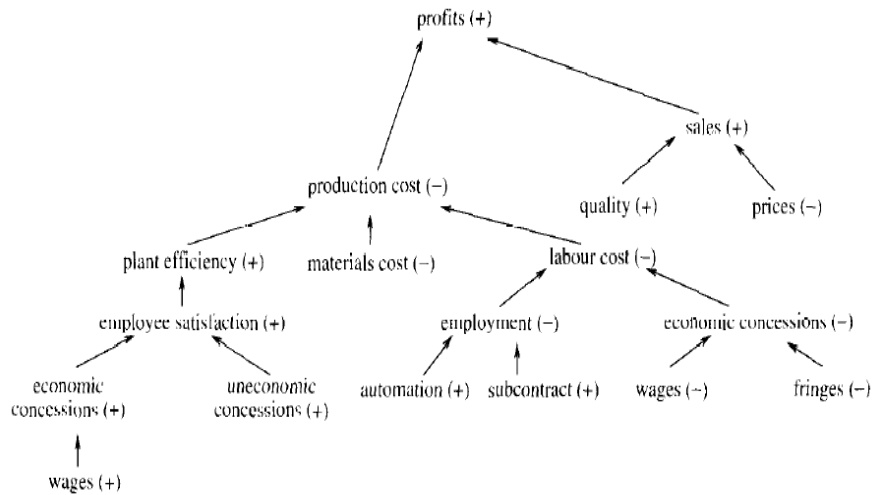 profits (+)
sales (+)
production cost (−)
quality (+)
prices (−)
plant efficiency (+)
materials cost (−)
labour cost (−)
employee satisfaction (+)
employment (−)
economic concessions (−)
economic
concessions (+)
uneconomic
concessions (+)
automation (+)
subcontract (+)
wages (−)
fringes (−)
wages (+)